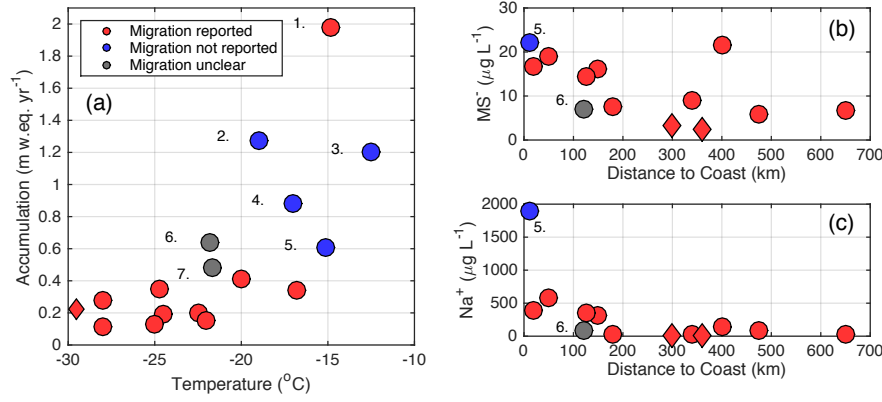 2
1.8
1.6
1.4
1.2
1
0.8
0.6
0.4
0.2
0
Accumulation (m w.eq. yr⁻¹)
Migration reported
Migration not reported
Migration unclear
(a)
1.
2.
3.
4.
5.
6.
7.
-30 -25 -20 -15 -10
Temperature (°C)
30
20
10
0
MS⁻ (μg L⁻¹)
(b)
5.
6.
0 100 200 300 400 500 600 700
Distance to Coast (km)
2000
1500
1000
500
0
Na⁺ (μg L⁻¹)
(c)
5.
6.
0 100 200 300 400 500 600 700
Distance to Coast (km)